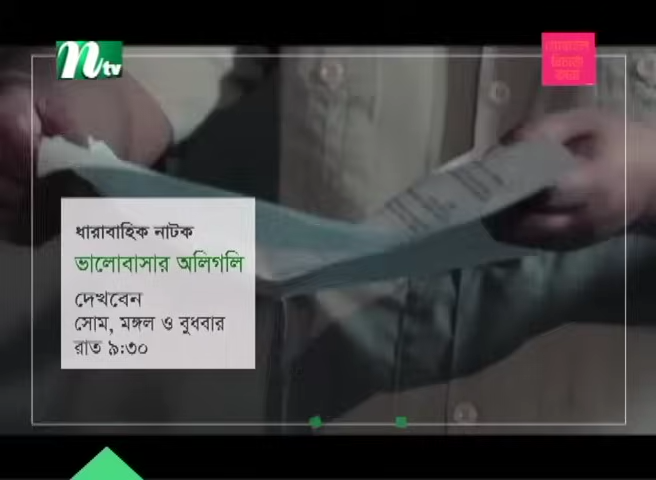 Ntv
ধারাবাহিক নাটক
ভালোবাসার অলিগলি
দেখবেন
সোম, মঙ্গল ও বুধবার
রাত ৯:৩০